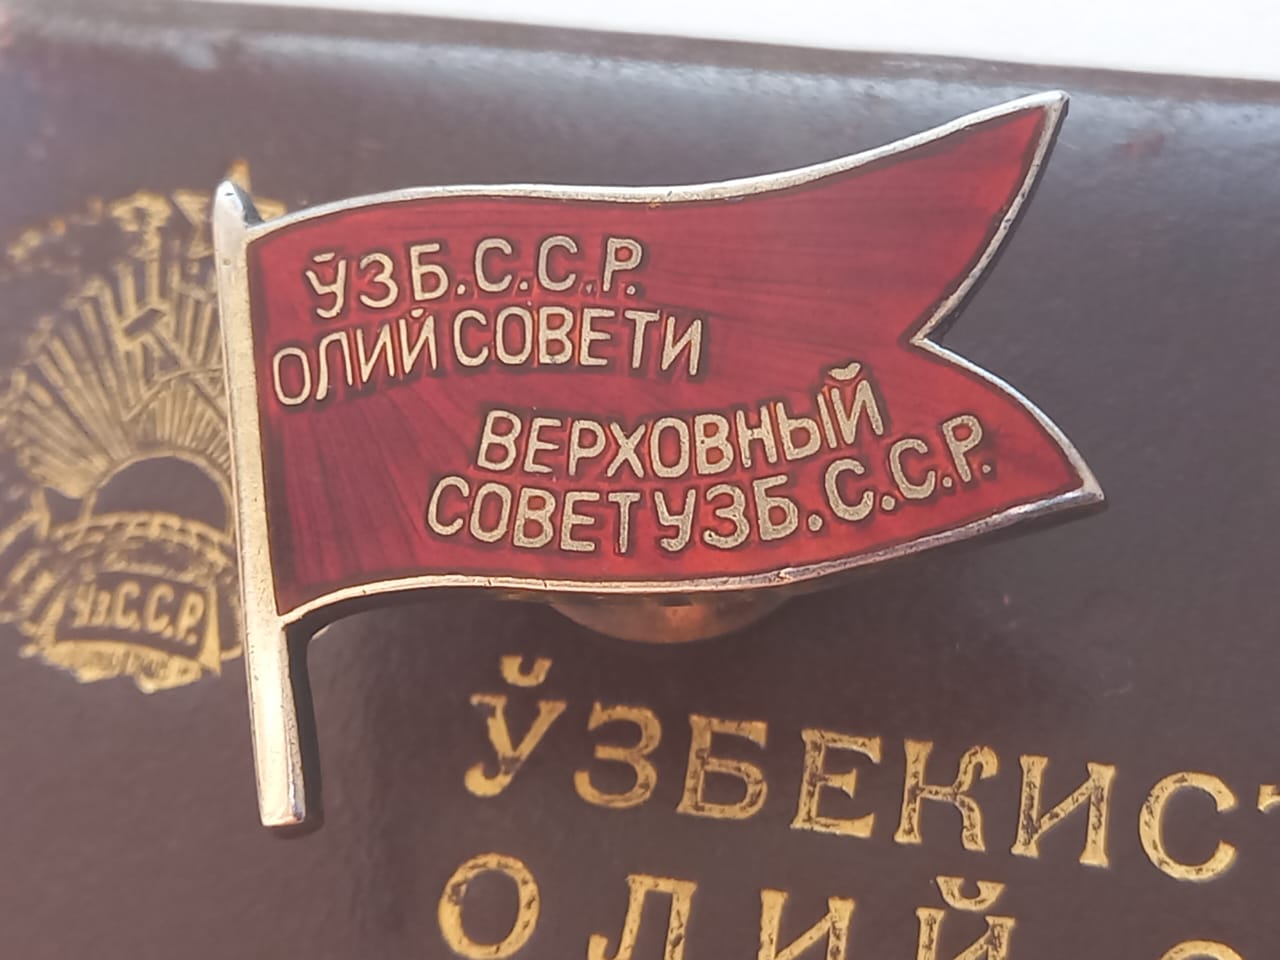 ЎЗБ.С.С.Р.
ОЛИЙ СОВЕТИ
ВЕРХОВНЫЙ
СОВЕТ УЗБ.С.С.Р.
ЎзС.С.Р.
ЎЗБЕКИСТ
ОЛИЙ